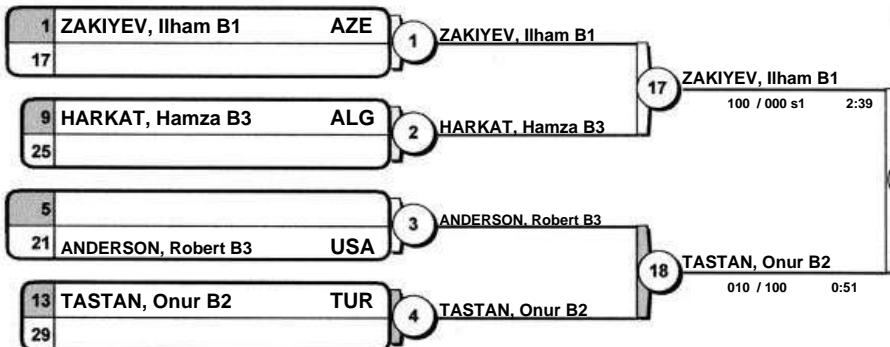 1 ZAKIYEV, Ilham B1 AZE
17
1 ZAKIYEV, Ilham B1
9 HARKAT, Hamza B3 ALG
25
2 HARKAT, Hamza B3
17 ZAKIYEV, Ilham B1
100 / 000 s1 2:39
5
21 ANDERSON, Robert B3 USA
3 ANDERSON, Robert B3
13 TASTAN, Onur B2 TUR
29
4 TASTAN, Onur B2
18 TASTAN, Onur B2
010 / 100 0:51